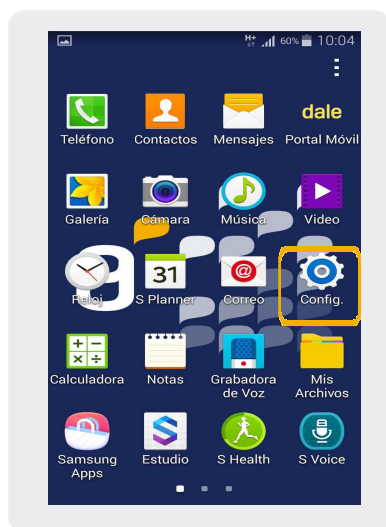 H+ 60% 10:04
dale
Teléfono Contactos Mensajes Portal Móvil
Galería Cámara Música Video
31
@
Reloj S Planner Correo Config.
Calculadora Notas Grabadora de Voz Mis Archivos
S
Samsung Apps Estudio S Health S Voice